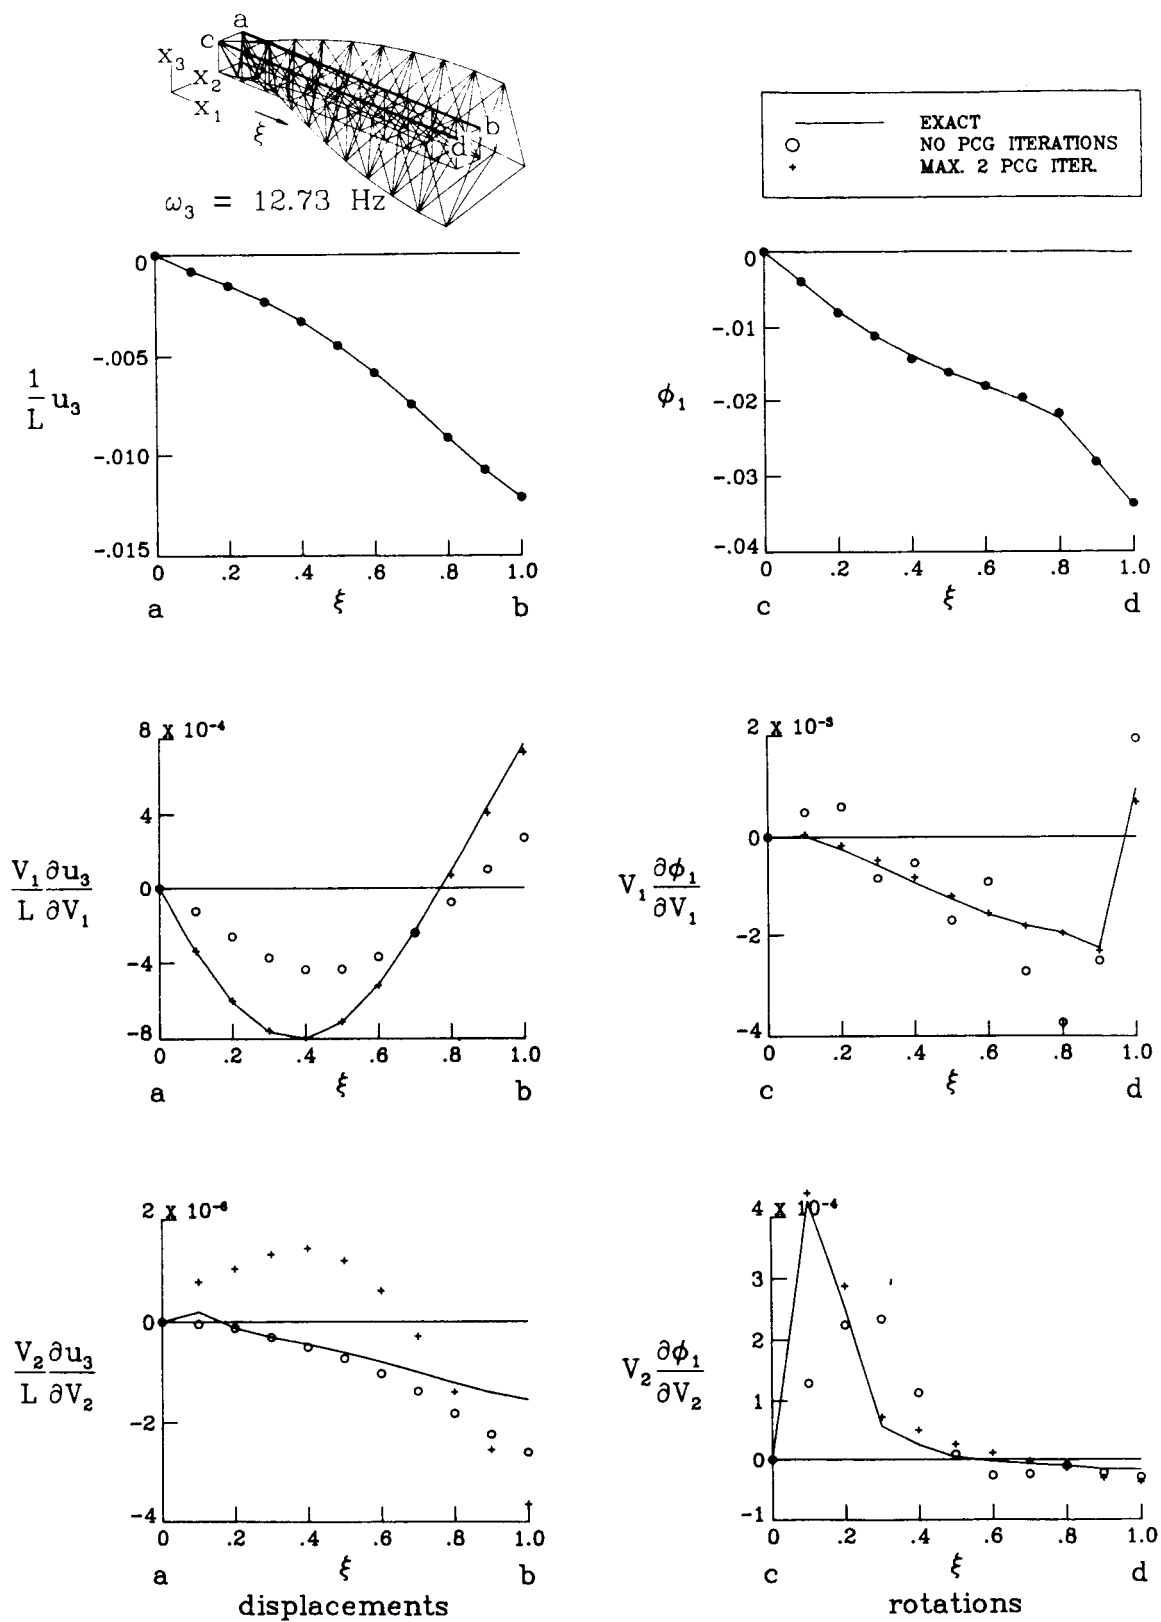 a
c
X₃
X₂
X₁
ξ
b
d
ω₃ = 12.73 Hz
EXACT
NO PCG ITERATIONS
MAX. 2 PCG ITER.
0
-.005
-.010
-.015
1/L u₃
0 .2 .4 .6 .8 1.0
a ξ b
0
-.01
-.02
-.03
-.04
ϕ₁
0 .2 .4 .6 .8 1.0
c ξ d
8 X 10⁻⁴
4
0
-4
-8
V₁/L ∂u₃/∂V₁
0 .2 .4 .6 .8 1.0
a ξ b
2 X 10⁻³
0
-2
-4
V₁ ∂ϕ₁/∂V₁
0 .2 .4 .6 .8 1.0
c ξ d
2 X 10⁻⁶
0
-2
-4
V₂/L ∂u₃/∂V₂
0 .2 .4 .6 .8 1.0
a ξ b
displacements
4 X 10⁻⁴
3
2
1
0
-1
V₂ ∂ϕ₁/∂V₂
0 .2 .4 .6 .8 1.0
c ξ d
rotations